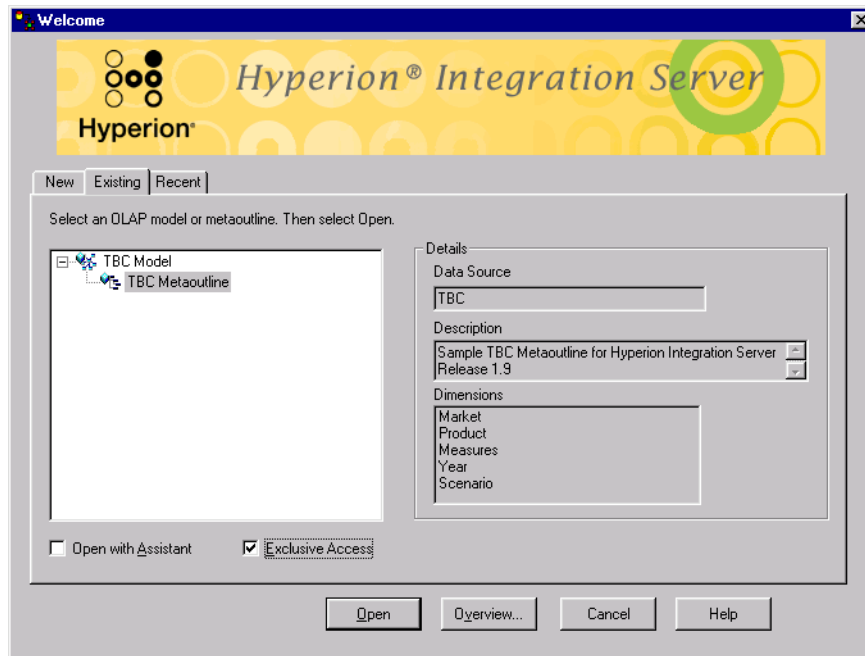 Welcome
Hyperion® Integration Server
Hyperion®
New Existing Recent
Select an OLAP model or metaoutline. Then select Open.
TBC Model
TBC Metaoutline
Details
Data Source
TBC
Description
Sample TBC Metaoutline for Hyperion Integration Server
Release 1.9
Dimensions
Market
Product
Measures
Year
Scenario
Open with Assistant Exclusive Access
Open Overview... Cancel Help